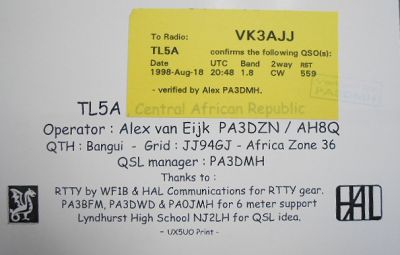 To Radio: VK3AJJ
TL5A confirms the following QSO(s):
Date UTC Band 2way RST
1998-Aug-18 20:48 1.8 CW 559
- verified by Alex PA3DMH.
PA3DMH
TL5A Central African Republic
Operator : Alex van Eijk PA3DZN / AH8Q
QTH : Bangui - Grid : JJ94GJ - Africa Zone 36
QSL manager : PA3DMH
Thanks to :
RTTY by WF1B & HAL Communications for RTTY gear.
PA3BFM, PA3DWD & PA0JMH for 6 meter support
Lyndhurst High School NJ2LH for QSL idea.
~ UX5UO Print ~
HAL